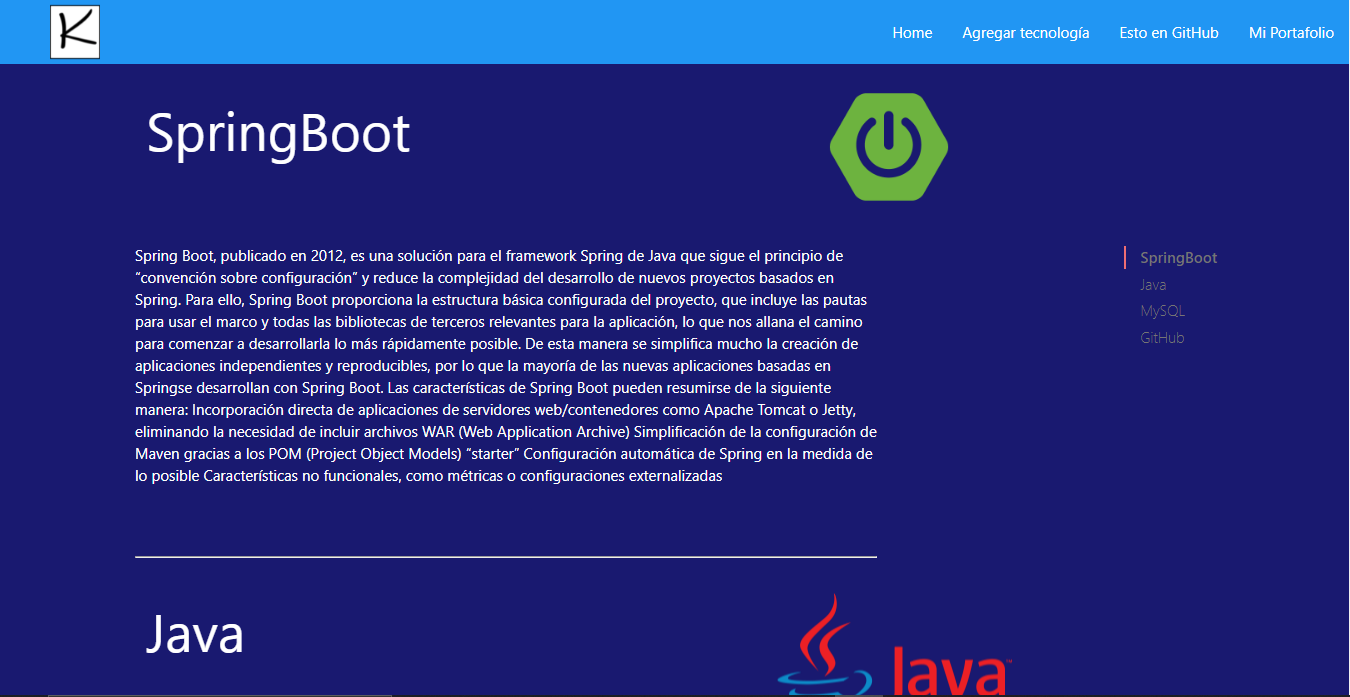 K
Home Agregar tecnología Esto en GitHub Mi Portafolio
SpringBoot
Spring Boot, publicado en 2012, es una solución para el framework Spring de Java que sigue el principio de
“convención sobre configuración” y reduce la complejidad del desarrollo de nuevos proyectos basados en
Spring. Para ello, Spring Boot proporciona la estructura básica configurada del proyecto, que incluye las pautas
para usar el marco y todas las bibliotecas de terceros relevantes para la aplicación, lo que nos allana el camino
para comenzar a desarrollarla lo más rápidamente posible. De esta manera se simplifica mucho la creación de
aplicaciones independientes y reproducibles, por lo que la mayoría de las nuevas aplicaciones basadas en
Springse desarrollan con Spring Boot. Las características de Spring Boot pueden resumirse de la siguiente
manera: Incorporación directa de aplicaciones de servidores web/contenedores como Apache Tomcat o Jetty,
eliminando la necesidad de incluir archivos WAR (Web Application Archive) Simplificación de la configuración de
Maven gracias a los POM (Project Object Models) “starter” Configuración automática de Spring en la medida de
lo posible Características no funcionales, como métricas o configuraciones externalizadas
SpringBoot
Java
MySQL
GitHub
Java
Java™